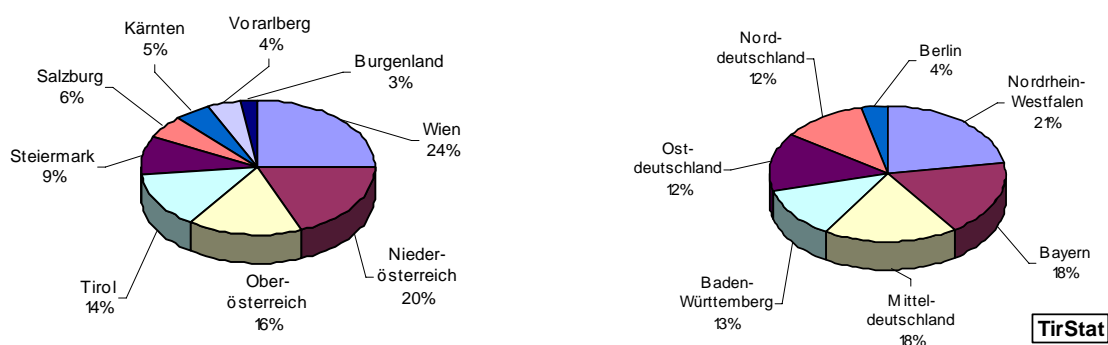 Vorarlberg
4%
Kärnten
5%
Burgenland
3%
Salzburg
6%
Wien
24%
Steiermark
9%
Nieder-
österreich
20%
Ober-
österreich
16%
Tirol
14%
Nord-
deutschland
12%
Berlin
4%
Nordrhein-
Westfalen
21%
Ost-
deutschland
12%
Bayern
18%
Baden-
Württemberg
13%
Mittel-
deutschland
18%
TirStat